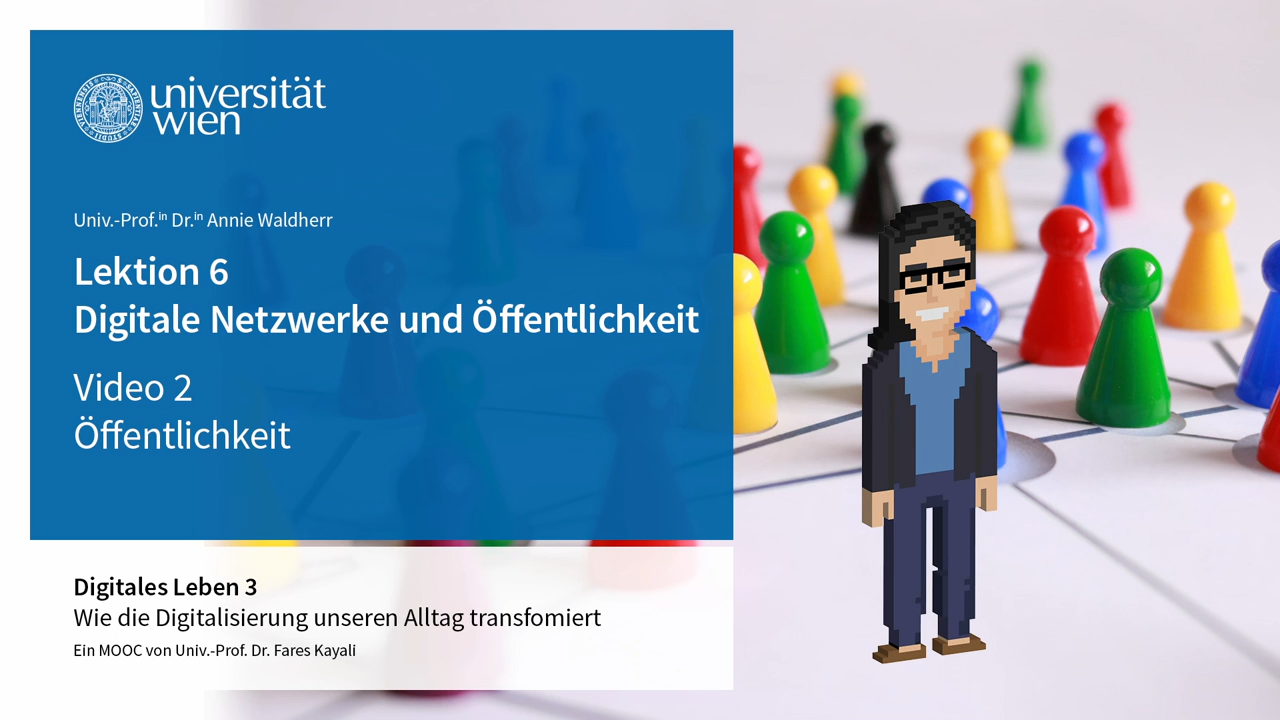 universität
wien
Univ.-Prof.in Dr.in Annie Waldherr
Lektion 6
Digitale Netzwerke und Öffentlichkeit
Video 2
Öffentlichkeit
Digitales Leben 3
Wie die Digitalisierung unseren Alltag transfomiert
Ein MOOC von Univ.-Prof. Dr. Fares Kayali